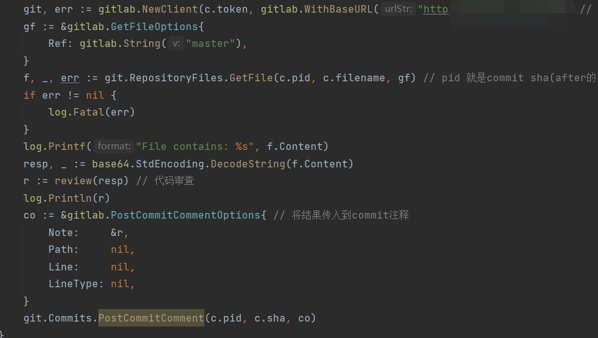 git, err := gitlab.NewClient(c.token, gitlab.WithBaseURL( urlStr: "http //
gf := &gitlab.GetFileOptions{
Ref: gitlab.String( v: "master"),
}
f, _, err := git.RepositoryFiles.GetFile(c.pid, c.filename, gf) // pid 就是commit sha(after的
if err != nil {
log.Fatal(err)
}
log.Printf( format: "File contains: %s", f.Content)
resp, _ := base64.StdEncoding.DecodeString(f.Content)
r := review(resp) // 代码审查
log.Println(r)
co := &gitlab.PostCommitCommentOptions{ // 将结果传入到commit注释
Note: &r,
Path: nil,
Line: nil,
LineType: nil,
}
git.Commits.PostCommitComment(c.pid, c.sha, co)
}